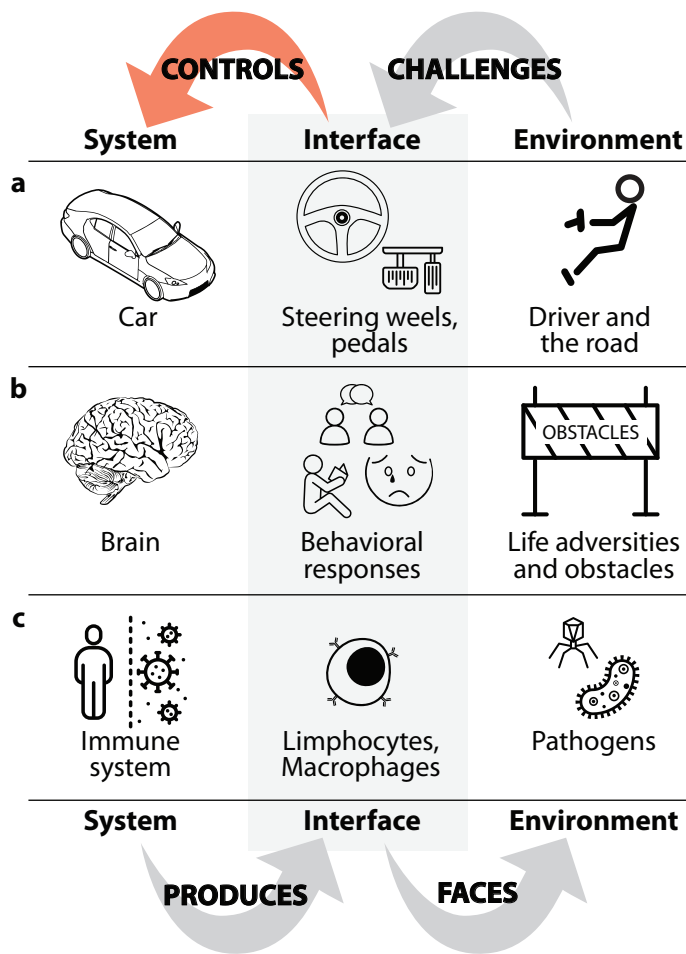 CONTROLS CHALLENGES
System Interface Environment
a
Car Steering weels, Driver and
pedals the road
b
OBSTACLES
Brain Behavioral Life adversities
responses and obstacles
c
Immune Limphocytes, Pathogens
system Macrophages
System Interface Environment
PRODUCES FACES